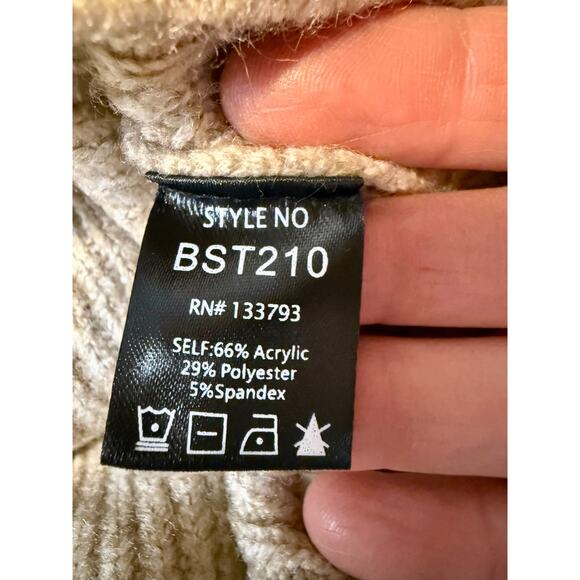 STYLE NO
BST210
RN# 133793
SELF:66% Acrylic
29% Polyester
5%Spandex